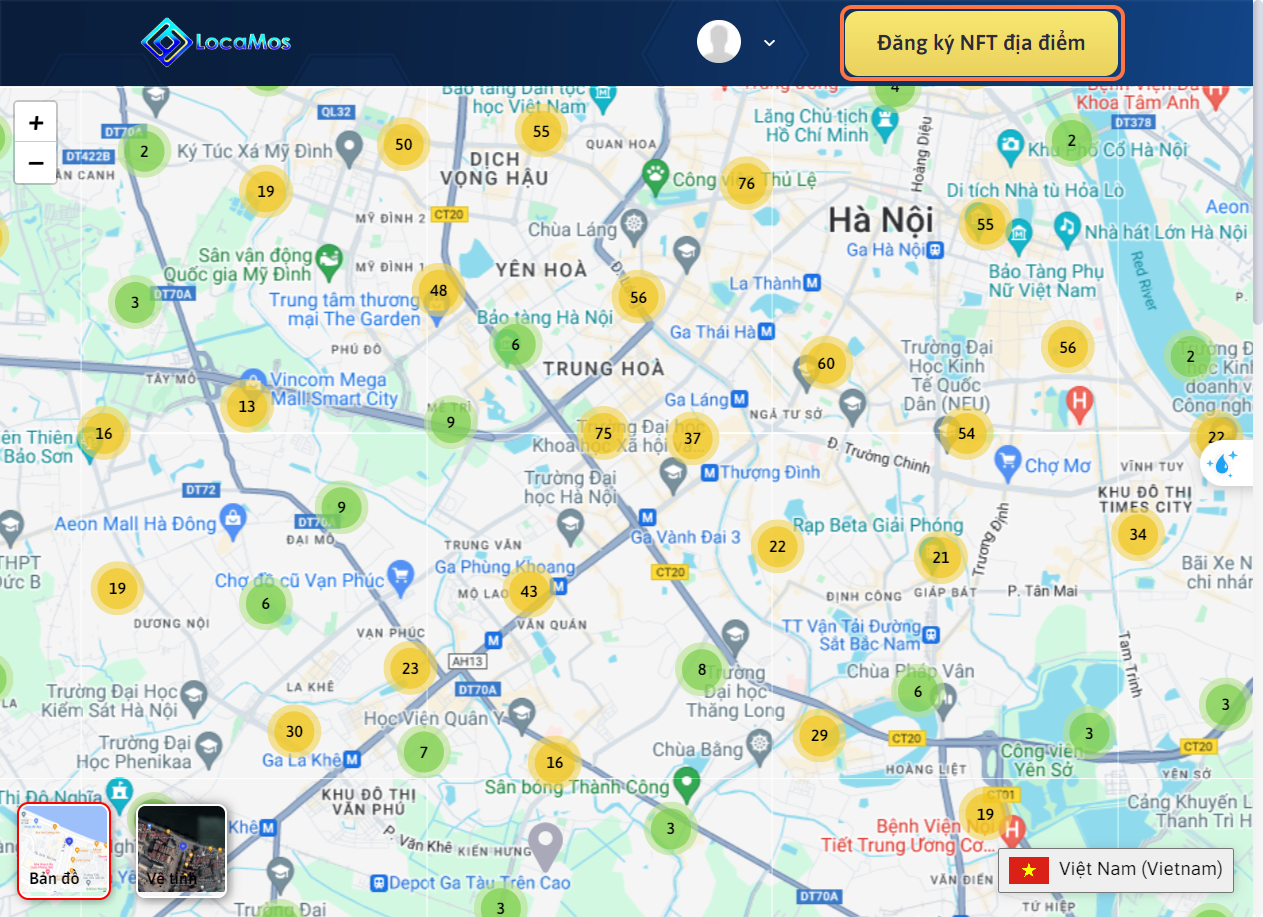 LocaMos
Đăng ký NFT địa điểm
Bảo tàng Dân tộc
học Việt Nam
4
Bệnh Viện Đa
Khoa Tâm Anh
+
−
QL32
DT70A
DT422B
2
Ký Túc Xá Mỹ Đình
50
55
DỊCH
VỌNG HẬU
QUAN HOA
Lăng Chủ tịch
Hồ Chí Minh
Hoàng Diệu
DT378
2
Khu Phố Cổ Hà Nội
19
MỸ ĐÌNH 2
CT20
76
Di tích Nhà tù Hỏa Lò
Chùa Láng
Hà Nội
55
Ga Hà Nội
Nhà hát Lớn Hà Nội
Aeon
Sân vận động
Quốc gia Mỹ Đình
MỸ ĐÌNH 1
YÊN HOÀ
Bảo Tàng Phụ
Nữ Việt Nam
Red River
3
DT70A
Trung tâm thương
mại The Garden
48
56
La Thành
Bảo tàng Hà Nội
6
Ga Thái Hà
PHÚ ĐÔ
TRUNG HOÀ
60
Trường Đại
Học Kinh
Tế Quốc
Dân (NEU)
56
2
TÂY MỖ
Vincom Mega
Mall Smart City
13
MỄ TRÌ
9
Ga Láng
NGÃ TƯ SỞ
16
75
Khoa học Xã hội và...
37
54
Đ. Trường Chinh
22
Bảo Sơn
Thượng Đình
Chợ Mơ
VĨNH TUY
Trường Đại
học Hà Nội
DT72
KHU ĐÔ THỊ
TIMES CITY
Aeon Mall Hà Đông
9
DT70A
ĐẠI MỖ
Ga Vành Đai 3
Rạp Beta Giải Phóng
Trương Định
34
TRUNG VĂN
22
21
Ga Phùng Khoang
CT20
19
Chợ đồ cũ Vạn Phúc
6
MỘ LAO
43
ĐỊNH CÔNG
GIÁP BÁT
P. Tân Mai
DƯƠNG NỘI
VẠN PHÚC
VĂN QUÁN
TT Vận Tải Đường
Sắt Bắc Nam
Tam Trinh
23
AH13
DT70A
8
Trường
Đại học
Thăng Long
Chùa Pháp Vân
6
LA KHÊ
Trường Đại Học
Kiểm Sát Hà Nội
Học Viện Quân Y
3
30
29
CT20
3
Trường Đại
Học Phenikaa
Ga La Khê
7
16
Chùa Bằng
HOÀNG LIỆT
Công viên
Yên Sở
CT20
YÊN SỞ
Sân bóng Thành Công
KHU ĐÔ THỊ
VĂN PHÚ
P. Văn Khê
KIẾN HƯNG
3
19
CT01
Bệnh Viện Nội
Tiết Trung Ương Cơ...
Bản đồ
Vệ tinh
Depot Ga Tàu Trên Cao
Việt Nam (Vietnam)
VĂN ĐIỂN
DT70A
TỨ HIỆP
3
Trường Đại